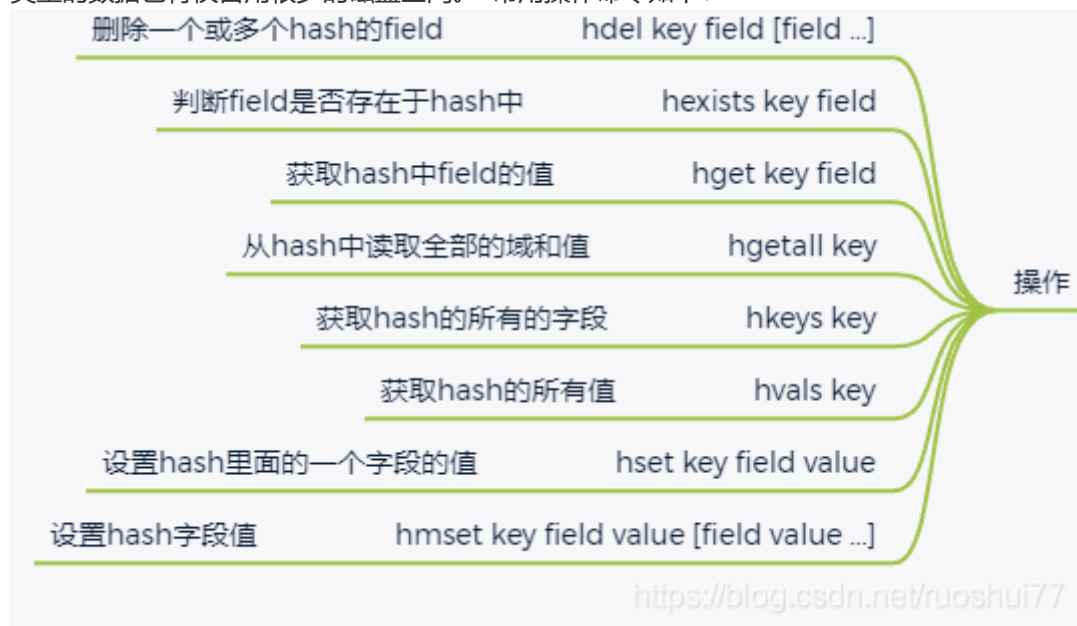 删除一个或多个hash的field hdel key field [field ...]
判断field是否存在于hash中 hexists key field
获取hash中field的值 hget key field
从hash中读取全部的域和值 hgetall key
操作
获取hash的所有的字段 hkeys key
获取hash的所有值 hvals key
设置hash里面的一个字段的值 hset key field value
设置hash字段值 hmset key field value [field value ...]
https://blog.csdn.net/ruoshui77